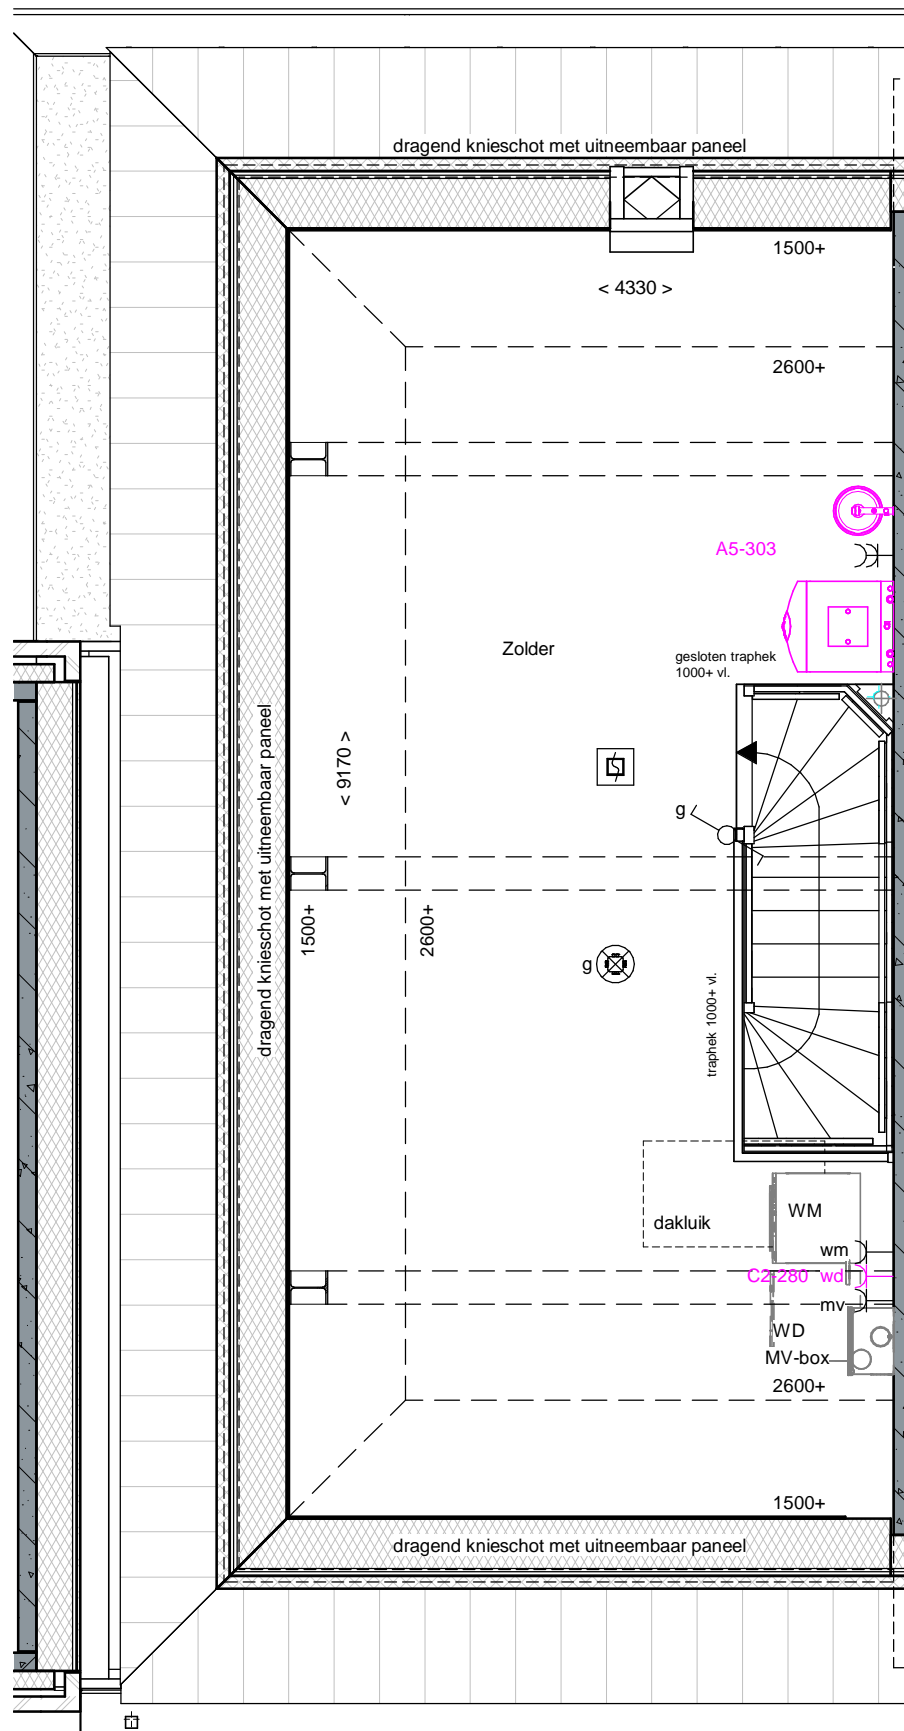 dragend knieschot met uitneembaar paneel
1500+
< 4330 >
2600+
A5-303
Zolder
gesloten traphek
1000+ vl.
dragend knieschot met uitneembaar paneel
< 9170 >
g
1500+
2600+
g
traphek 1000+ vl.
WM
dakluik
wm
C2-280 wd
mv
WD
MV-box
2600+
1500+
dragend knieschot met uitneembaar paneel